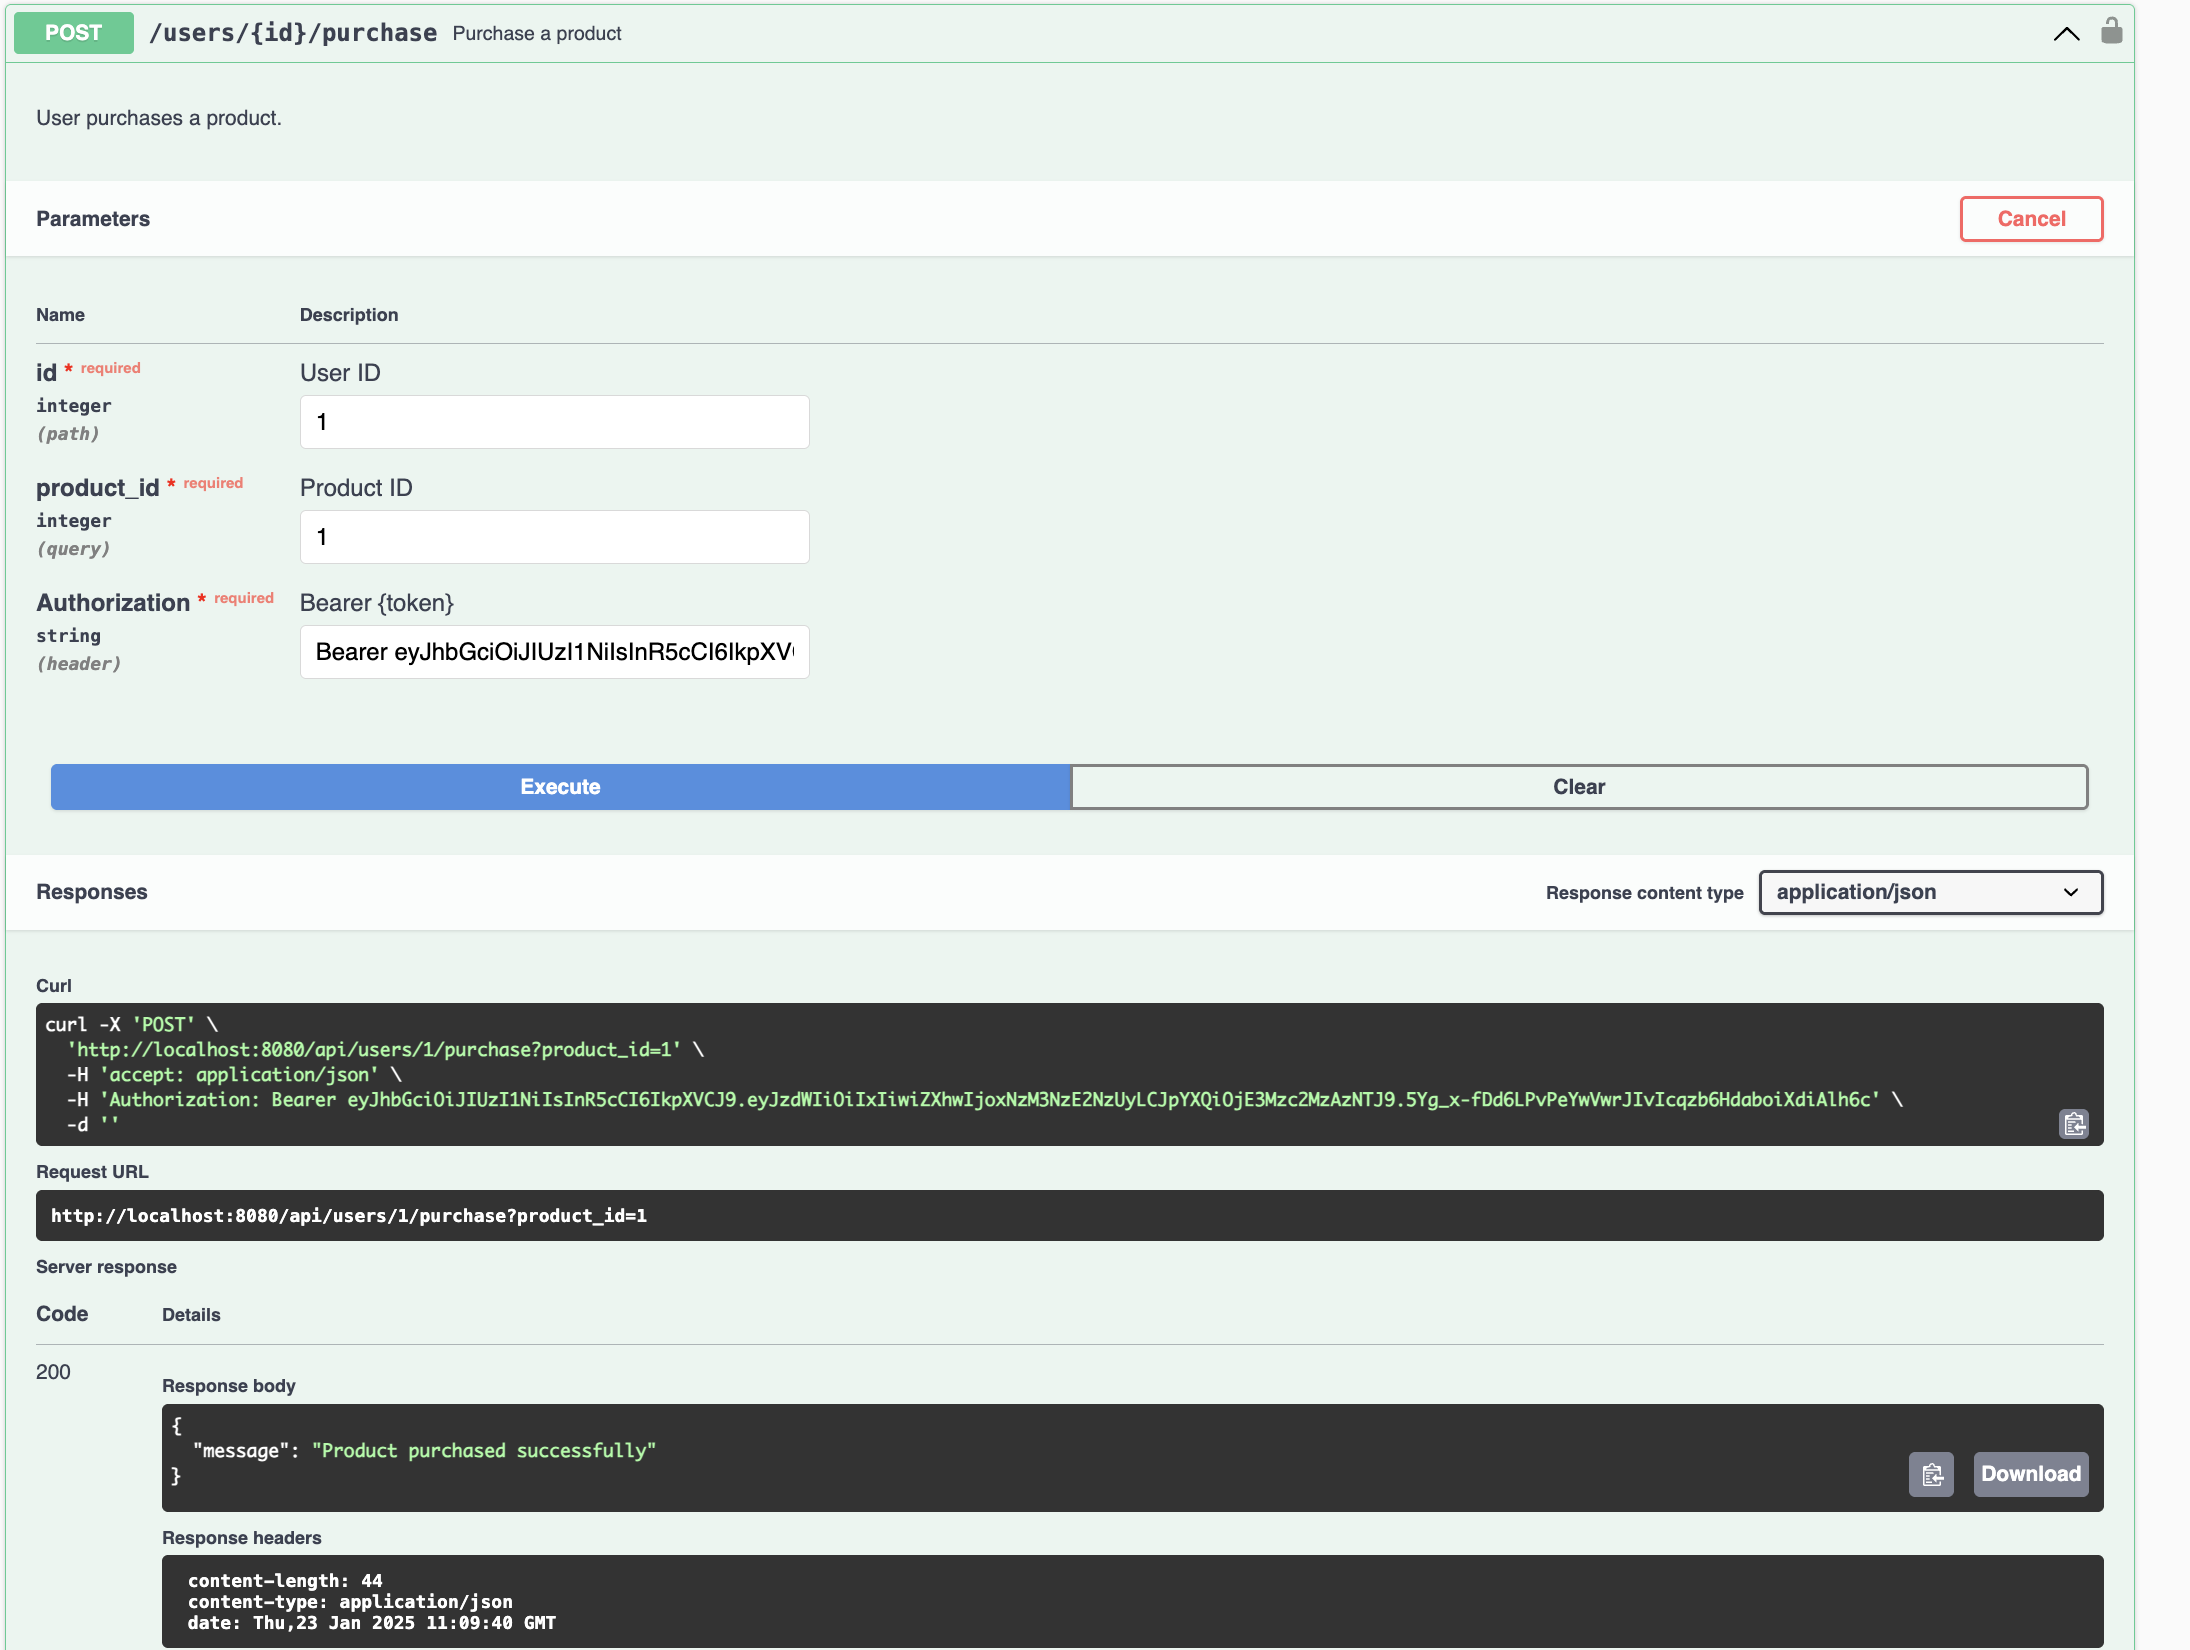 POST /users/{id}/purchase Purchase a product
User purchases a product.
Parameters
Cancel
Name Description
id * required User ID
integer
(path)
1
product_id * required Product ID
integer
(query)
1
Authorization * required Bearer {token}
string
(header)
Bearer eyJhbGciOiJIUzI1NiIsInR5cCI6IkpXV
Execute Clear
Responses Response content type application/json
Curl
curl -X 'POST' \
'http://localhost:8080/api/users/1/purchase?product_id=1' \
-H 'accept: application/json' \
-H 'Authorization: Bearer eyJhbGciOiJIUzI1NiIsInR5cCI6IkpXVCJ9.eyJzdWIiOiIxIiwiZXhwIjoxNzM3NzE2NzUyLCJpYXQiOjE3Mzc2MzAzNTJ9.5Yg_x-fDd6LPvPeYwVwrJIvIcqzb6HdaboiXdiAlh6c' \
-d ''
Request URL
http://localhost:8080/api/users/1/purchase?product_id=1
Server response
Code Details
200
Response body
{
"message": "Product purchased successfully"
}
Download
Response headers
content-length: 44
content-type: application/json
date: Thu,23 Jan 2025 11:09:40 GMT